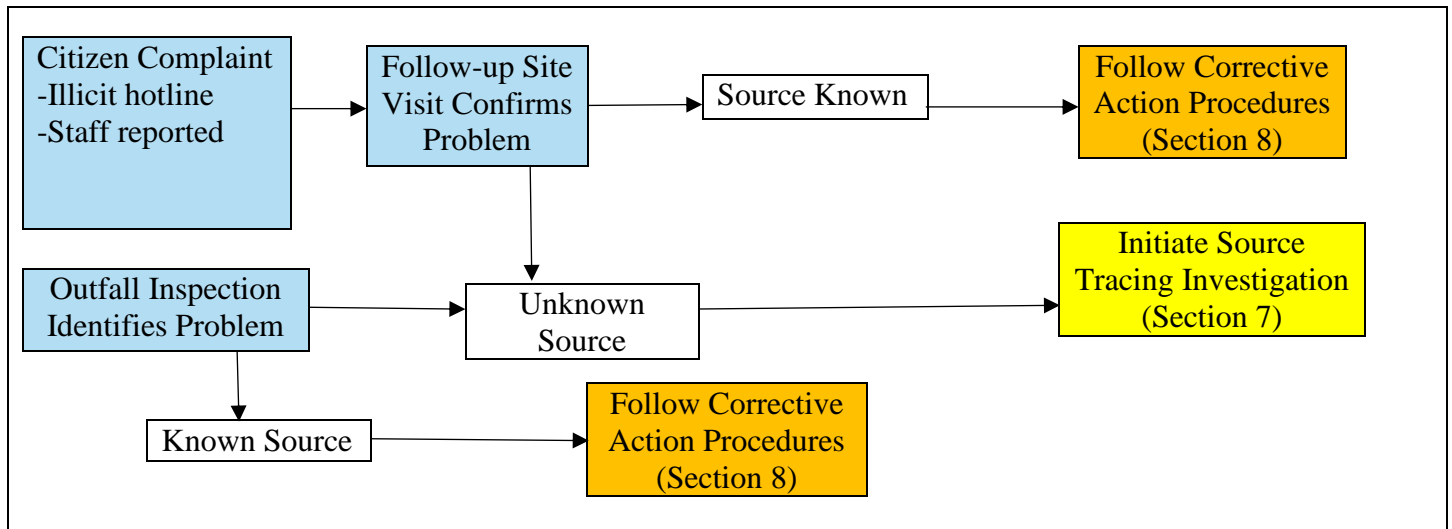 Citizen Complaint
-Illicit hotline
-Staff reported
Follow-up Site
Visit Confirms
Problem
Source Known
Follow Corrective
Action Procedures
(Section 8)
Outfall Inspection
Identifies Problem
Unknown
Source
Initiate Source
Tracing Investigation
(Section 7)
Known Source
Follow Corrective
Action Procedures
(Section 8)